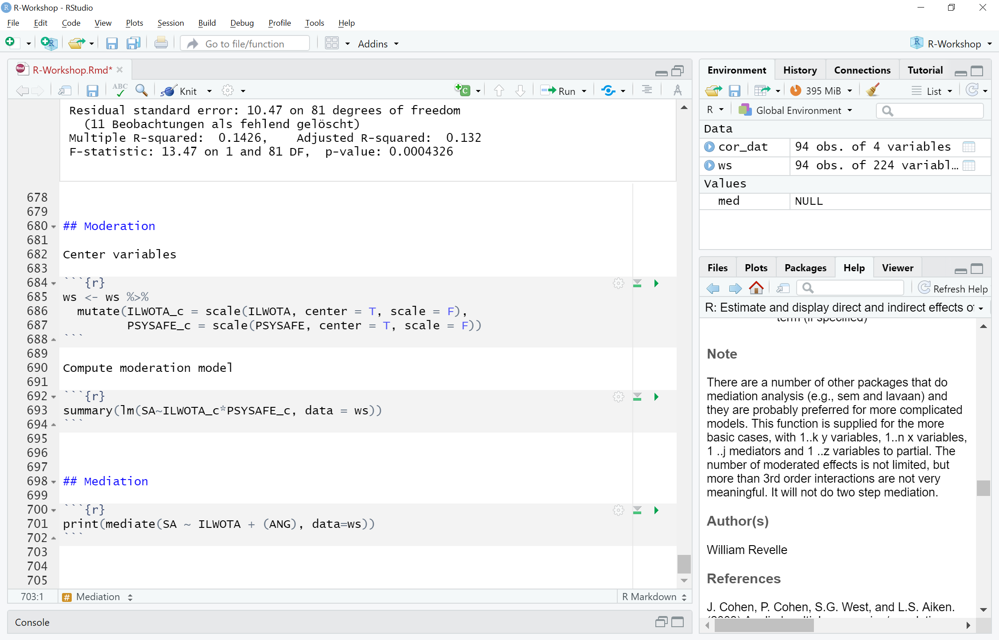 R-Workshop - RStudio
File Edit Code View Plots Session Build Debug Profile Tools Help
Go to file/function
Addins
R-Workshop
R-Workshop.Rmd*
ABC
Knit
Run
Residual standard error: 10.47 on 81 degrees of freedom
(11 Beobachtungen als fehlend gelöscht)
Multiple R-squared:  0.1426,    Adjusted R-squared:  0.132
F-statistic: 13.47 on 1 and 81 DF,  p-value: 0.0004326
678
679
680 ## Moderation
681
682 Center variables
683
684 ```{r}
685 ws <- ws %>%
686   mutate(ILWOTA_c = scale(ILWOTA, center = T, scale = F),
687          PSYSAFE_c = scale(PSYSAFE, center = T, scale = F))
688 ```
689
690 Compute moderation model
691
692 ```{r}
693 summary(lm(SA~ILWOTA_c*PSYSAFE_c, data = ws))
694 ```
695
696
697
698 ## Mediation
699
700 ```{r}
701 print(mediate(SA ~ ILWOTA + (ANG), data=ws))
702 ```
703
704
705
703:1 # Mediation R Markdown
Console
Environment History Connections Tutorial
395 MiB List
R Global Environment
Data
cor_dat 94 obs. of 4 variables
ws 94 obs. of 224 variabl…
Values
med NULL
Files Plots Packages Help Viewer
Refresh Help
R: Estimate and display direct and indirect effects of
term (if specified)
Note
There are a number of other packages that do
mediation analysis (e.g., sem and lavaan) and
they are probably preferred for more complicated
models. This function is supplied for the more
basic cases, with 1..k y variables, 1..n x variables,
1 ..j mediators and 1 ..z variables to partial. The
number of moderated effects is not limited, but
more than 3rd order interactions are not very
meaningful. It will not do two step mediation.
Author(s)
William Revelle
References
J. Cohen, P. Cohen, S.G. West, and L.S. Aiken.